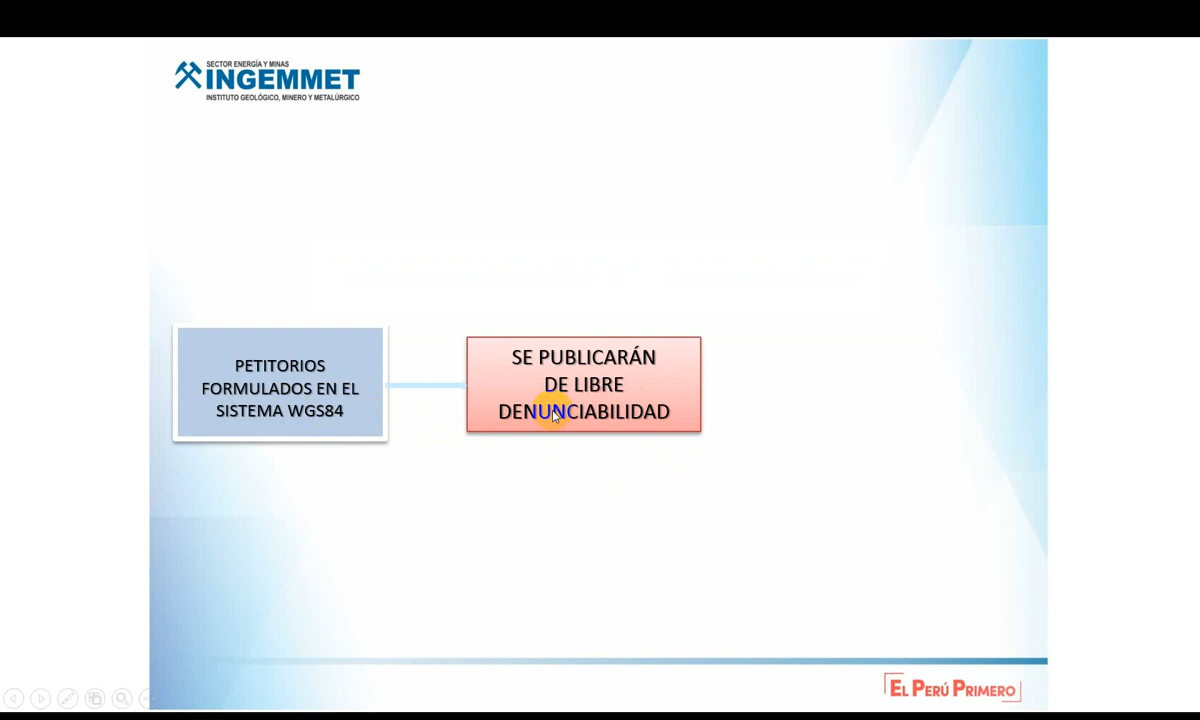 SECTOR ENERGÍA Y MINAS
INGEMMET
INSTITUTO GEOLÓGICO, MINERO Y METALÚRGICO
PETITORIOS
FORMULADOS EN EL
SISTEMA WGS84
SE PUBLICARÁN
DE LIBRE
DENUNCIABILIDAD
EL PERÚ PRIMERO